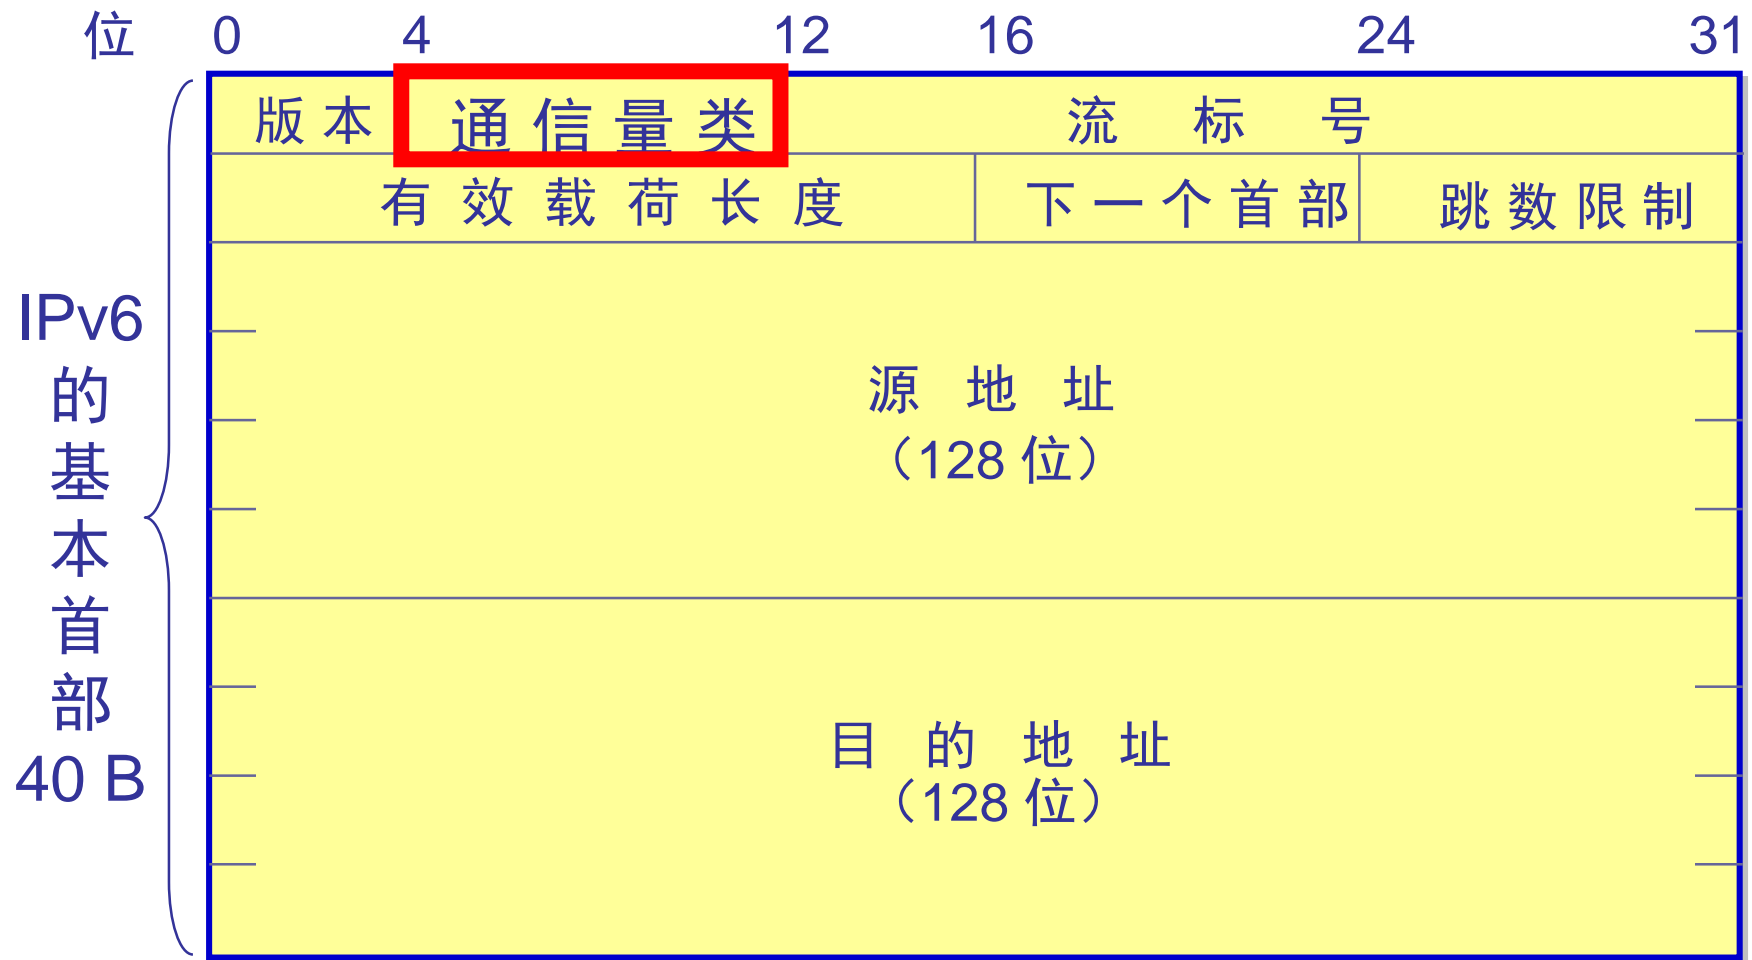 位 0 4 12 16 24 31
版本 通信量类 流标号
有效载荷长度 下一个首部 跳数限制
源地址
（128 位）
目的地址
（128 位）
IPv6
的
基
本
首
部
40 B